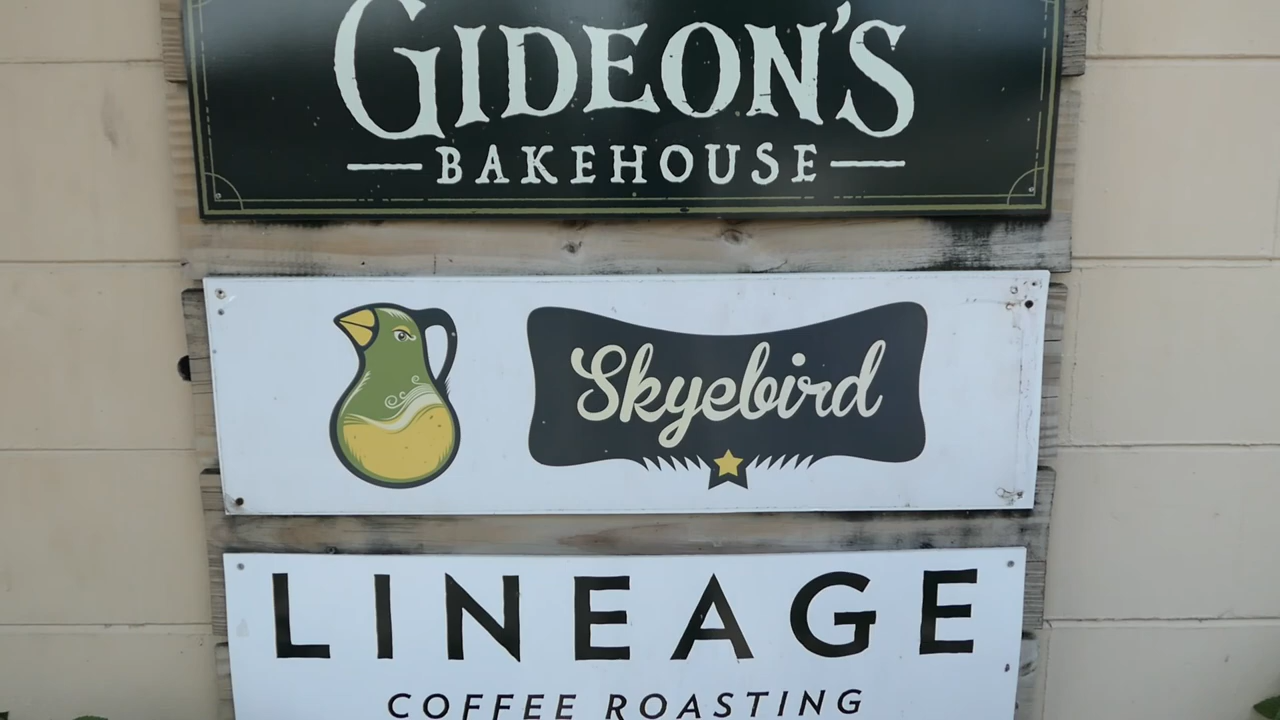 GIDEON'S
BAKEHOUSE
Skyebird
LINEAGE
COFFEE ROASTING